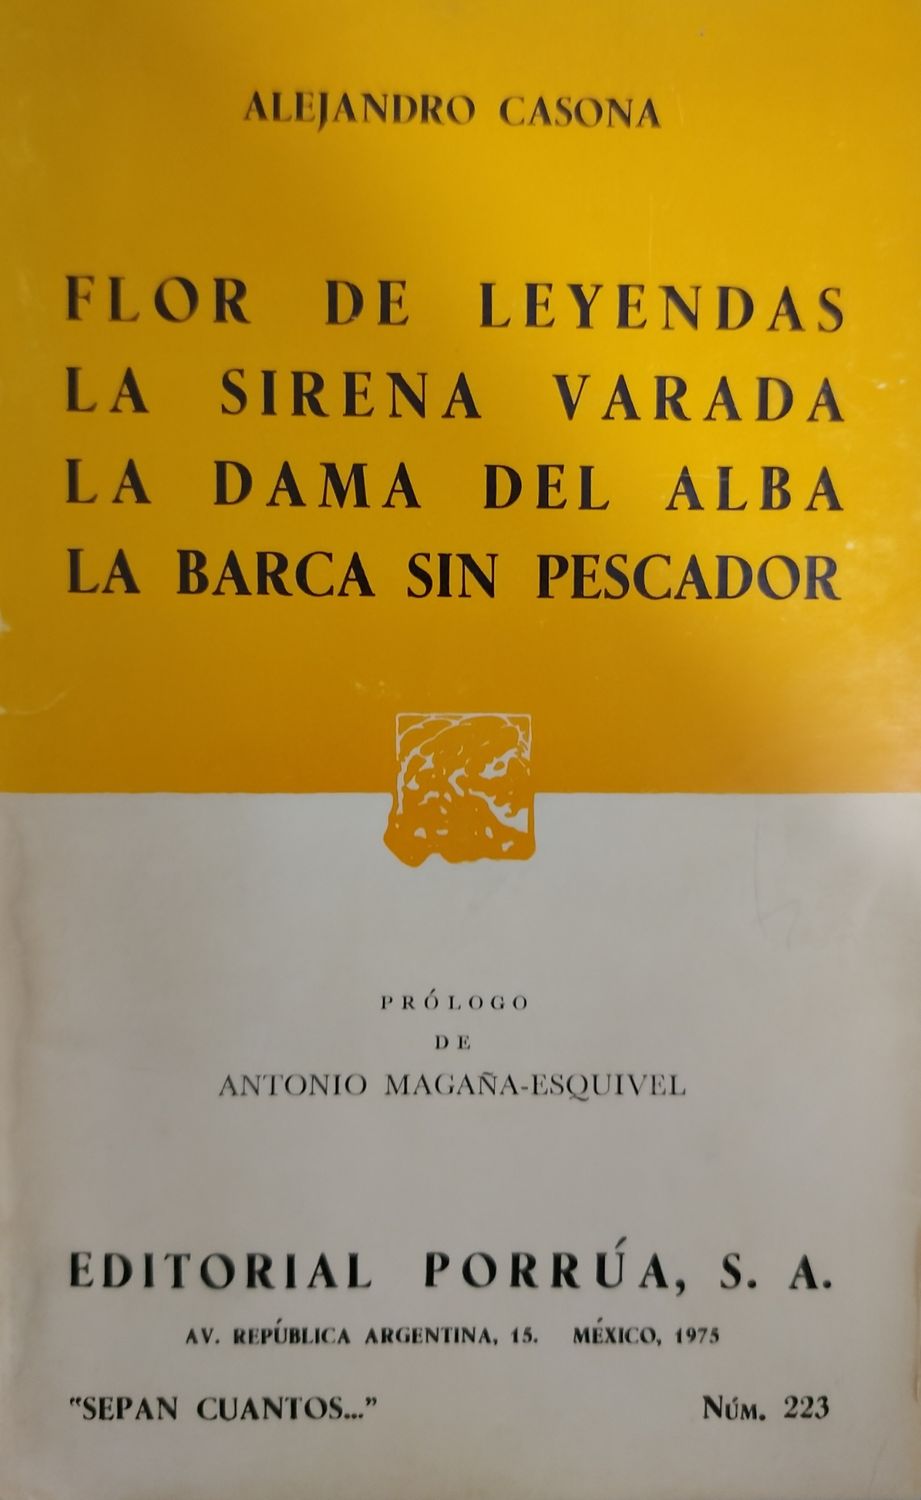 ALEJANDRO CASONA
FLOR DE LEYENDAS
LA SIRENA VARADA
LA DAMA DEL ALBA
LA BARCA SIN PESCADOR
PRÓLOGO
DE
ANTONIO MAGAÑA-ESQUIVEL
EDITORIAL PORRÚA, S. A.
AV. REPÚBLICA ARGENTINA, 15. MÉXICO, 1975
"SEPAN CUANTOS..." NÚM. 223